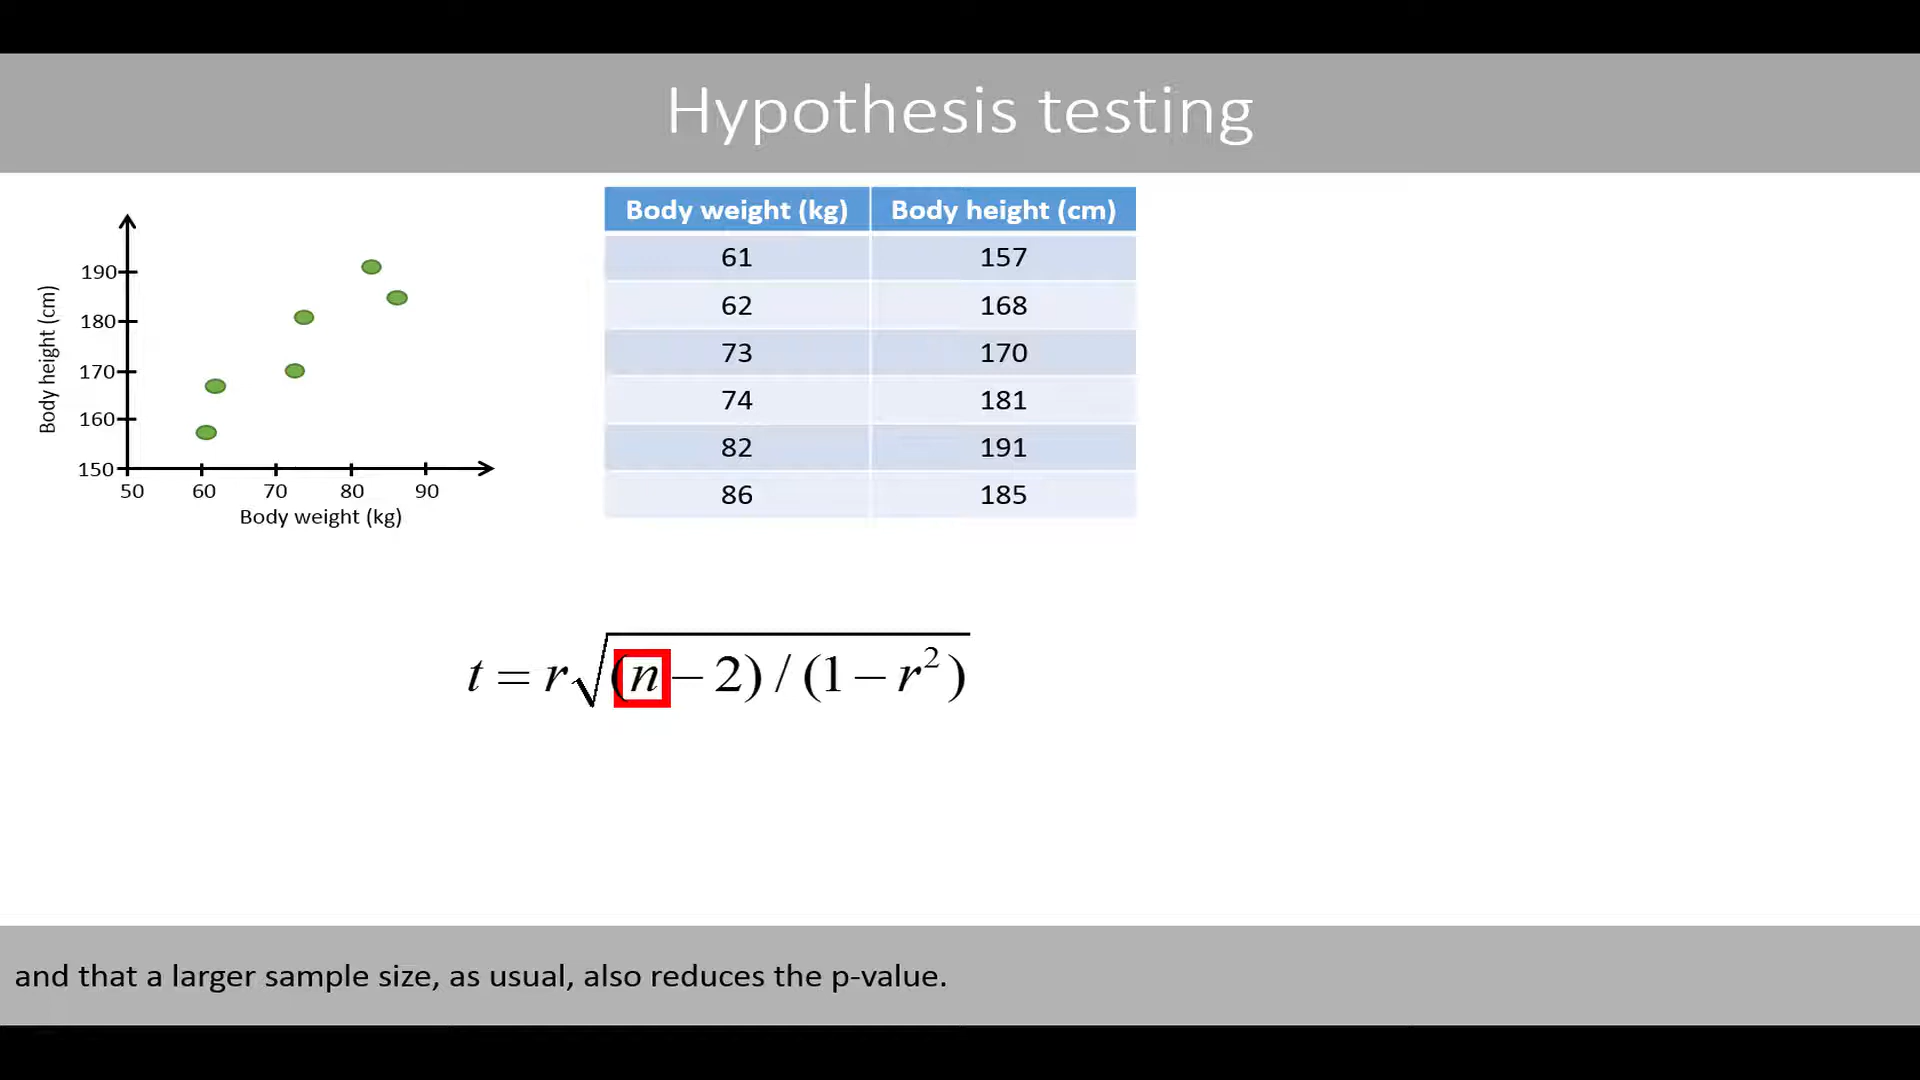 Hypothesis testing
190
180
170
160
150
50 60 70 80 90
Body height (cm)
Body weight (kg)
Body weight (kg) Body height (cm)
61 157
62 168
73 170
74 181
82 191
86 185
t = r√(n − 2) / (1 − r²)
and that a larger sample size, as usual, also reduces the p-value.